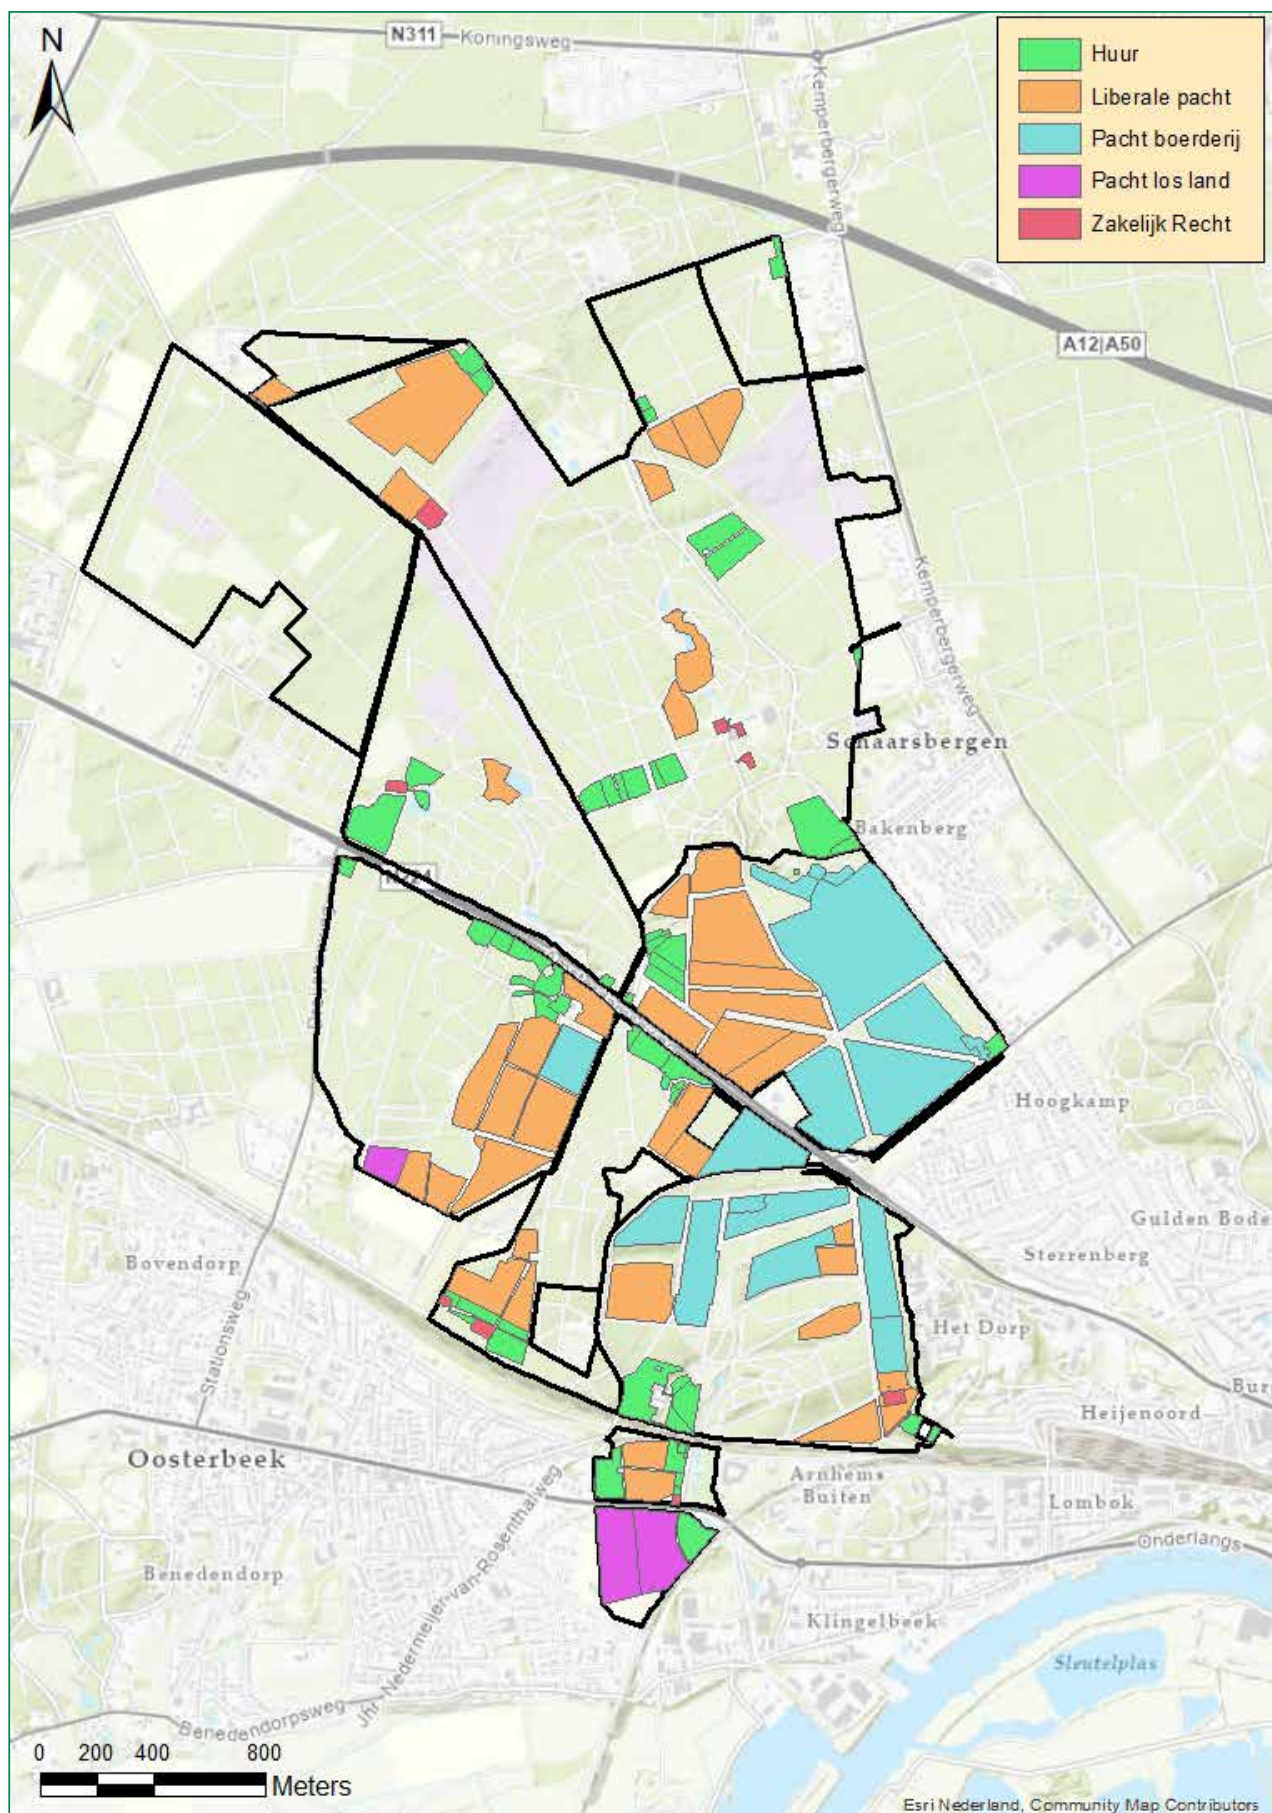 N
N311
Koningsweg
Kemperbergerweg
Huur
Liberale pacht
Pacht boerderij
Pacht los land
Zakelijk Recht
A12|A50
Kemperbergerweg
Schaarsbergen
Bakenberg
Hoogkamp
Gulden Bode
Sterrenberg
Bovendorp
Stationsweg
Het Dorp
Bur
Heijenoord
Oosterbeek
Arnhems
Buiten
Lombok
Onderlangs
Benedendorp
Jhr. Nedermeijer-van-Rosenthalweg
Klingelbeek
Sleutelplas
Benedendorpsweg
0 200 400 800
Meters
Esri Nederland, Community Map Contributors